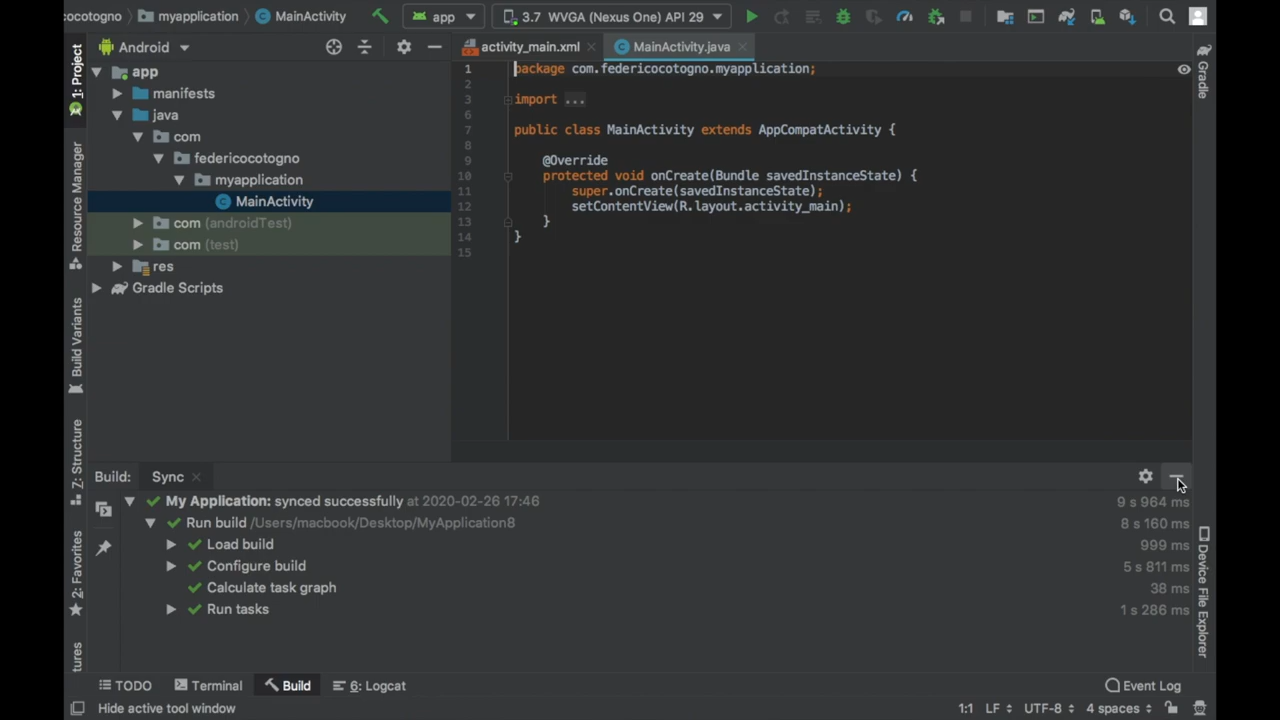 cocotogno myapplication MainActivity app 3.7 WVGA (Nexus One) API 29
Android activity_main.xml MainActivity.java
1: Project
Resource Manager
Build Variants
Z: Structure
2: Favorites
tures
app
manifests
java
com
federicocotogno
myapplication
MainActivity
com (androidTest)
com (test)
res
Gradle Scripts
1 package com.federicocotogno.myapplication;
2
3 import ...
6
7 public class MainActivity extends AppCompatActivity {
8
9 @Override
10 protected void onCreate(Bundle savedInstanceState) {
11 super.onCreate(savedInstanceState);
12 setContentView(R.layout.activity_main);
13 }
14 }
15
Gradle
Device File Explorer
Build: Sync
My Application: synced successfully at 2020-02-26 17:46 9 s 964 ms
Run build /Users/macbook/Desktop/MyApplication8 8 s 160 ms
Load build 999 ms
Configure build 5 s 811 ms
Calculate task graph 38 ms
Run tasks 1 s 286 ms
TODO Terminal Build 6: Logcat Event Log
Hide active tool window 1:1 LF UTF-8 4 spaces